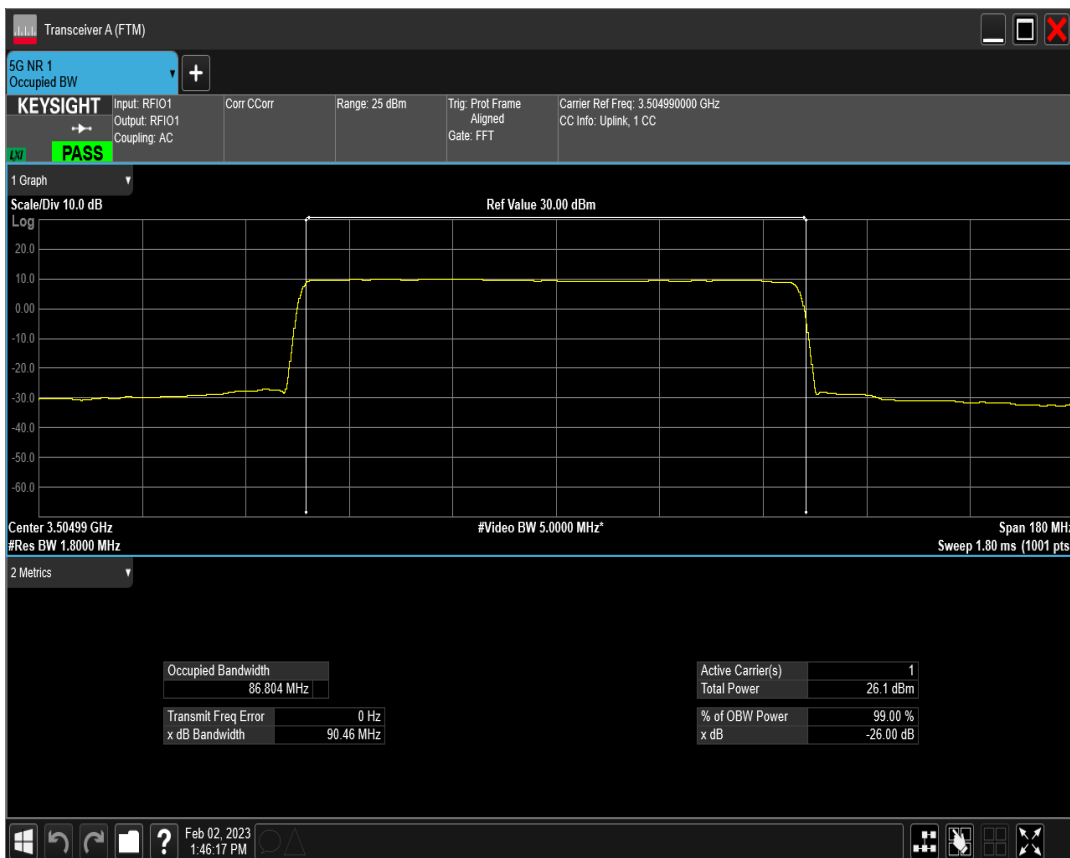 Transceiver A (FTM)
5G NR 1
Occupied BW
+
KEYSIGHT
LXI
PASS
Input: RFIO1
Output: RFIO1
Coupling: AC
Corr CCorr
Range: 25 dBm
Trig: Prot Frame
Aligned
Gate: FFT
Carrier Ref Freq: 3.504990000 GHz
CC Info: Uplink, 1 CC
1 Graph
Scale/Div 10.0 dB
Ref Value 30.00 dBm
Log
20.0
10.0
0.00
-10.0
-20.0
-30.0
-40.0
-50.0
-60.0
Center 3.50499 GHz
#Video BW 5.0000 MHz*
Span 180 MHz
#Res BW 1.8000 MHz
Sweep 1.80 ms (1001 pts
2 Metrics
Occupied Bandwidth
86.804 MHz
Transmit Freq Error 0 Hz
x dB Bandwidth 90.46 MHz
Active Carrier(s) 1
Total Power 26.1 dBm
% of OBW Power 99.00 %
x dB -26.00 dB
?
Feb 02, 2023
1:46:17 PM